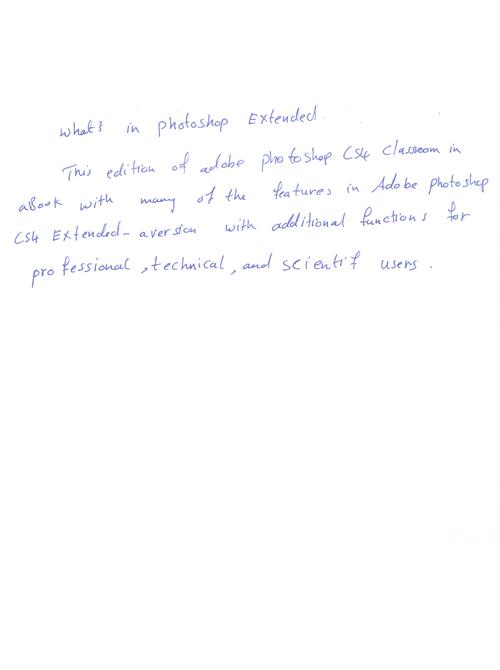 what's in photoshop Extended.
This edition of adobe photoshop CS4 classroom in
aBook with many of the features in Adobe photoshop
CS4 Extended- aversion with additional functions for
professional, technical, and scientif users.